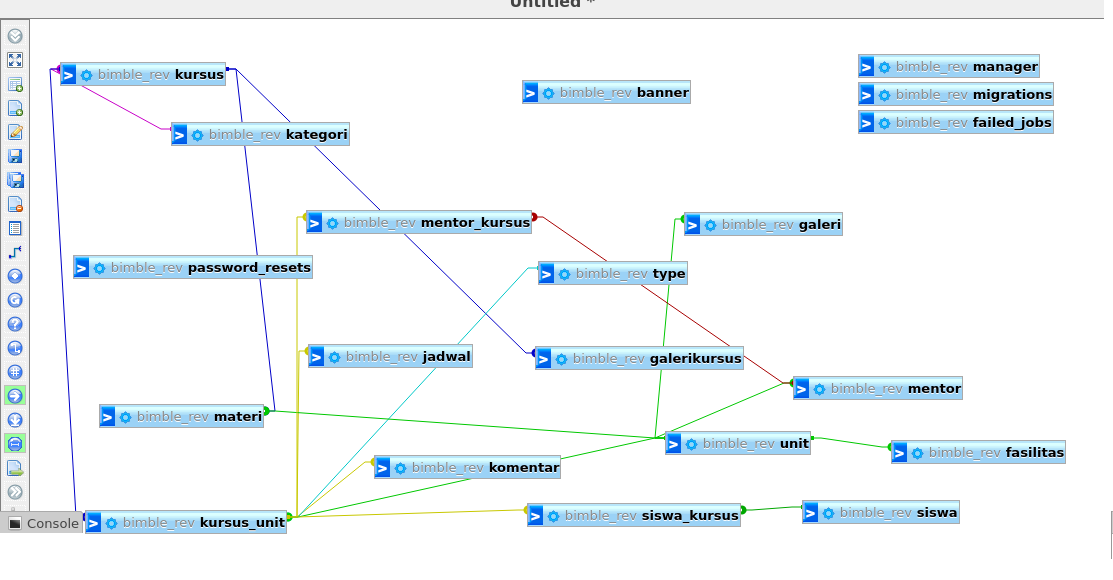 Untitled *
bimble_rev kursus
bimble_rev manager
bimble_rev banner
bimble_rev migrations
bimble_rev failed_jobs
bimble_rev kategori
bimble_rev mentor_kursus
bimble_rev galeri
bimble_rev password_resets
bimble_rev type
bimble_rev jadwal
bimble_rev galerikursus
bimble_rev mentor
bimble_rev materi
bimble_rev unit
bimble_rev fasilitas
bimble_rev komentar
bimble_rev siswa_kursus
bimble_rev siswa
Console
bimble_rev kursus_unit